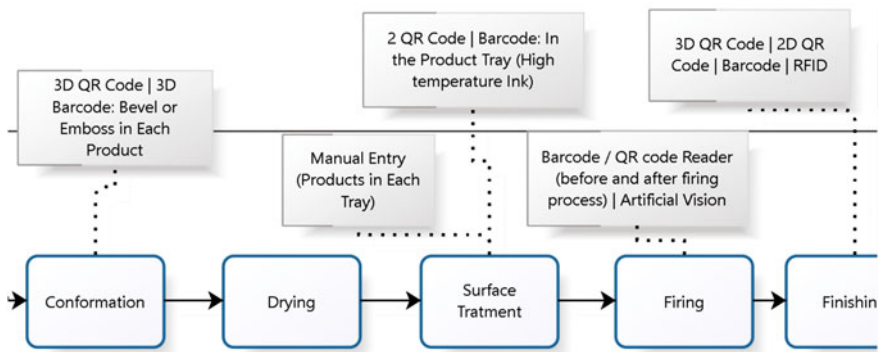 3D QR Code | 3D
Barcode: Bevel or
Emboss in Each
Product
2 QR Code | Barcode: In
the Product Tray (High
temperature Ink)
3D QR Code | 2D QR
Code | Barcode | RFID
Manual Entry
(Products in Each
Tray)
Barcode / QR code Reader
(before and after firing
process) | Artificial Vision
Conformation
Drying
Surface
Tratment
Firing
Finishin